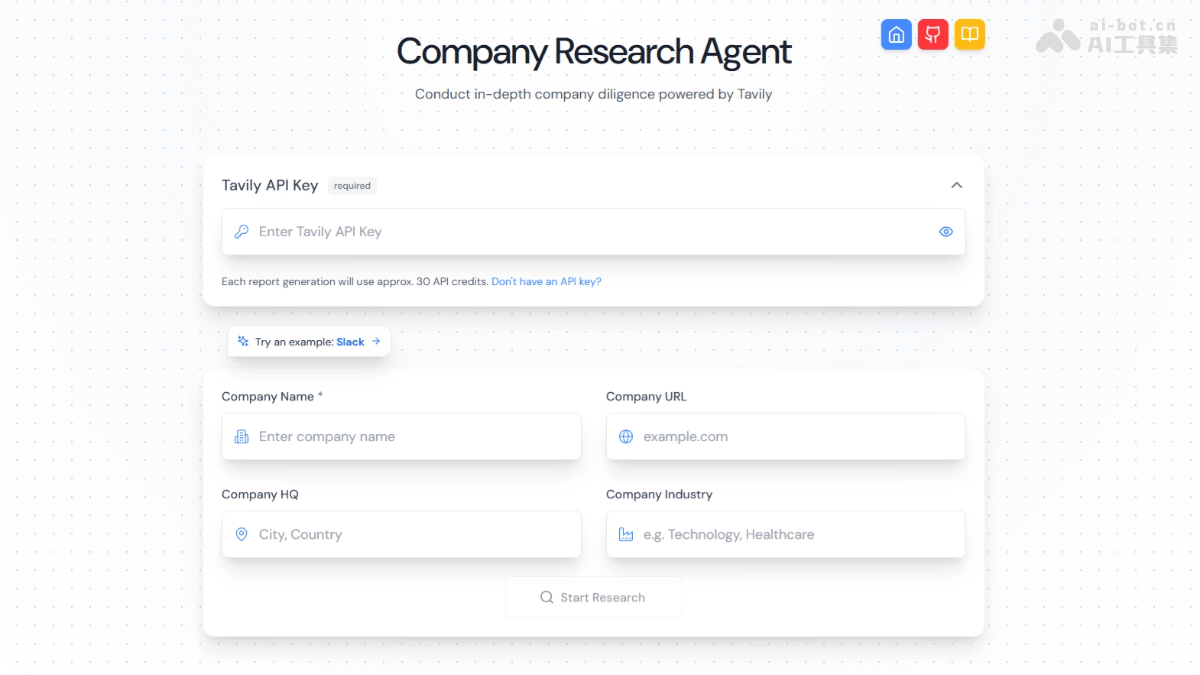 Company Research Agent
ai-bot.cn
AI工具集
Conduct in-depth company diligence powered by Tavily
Tavily API Key required
Enter Tavily API Key
Each report generation will use approx. 30 API credits. Don't have an API key?
Try an example: Slack →
Company Name *
Company URL
Enter company name
example.com
Company HQ
Company Industry
City, Country
e.g. Technology, Healthcare
Start Research